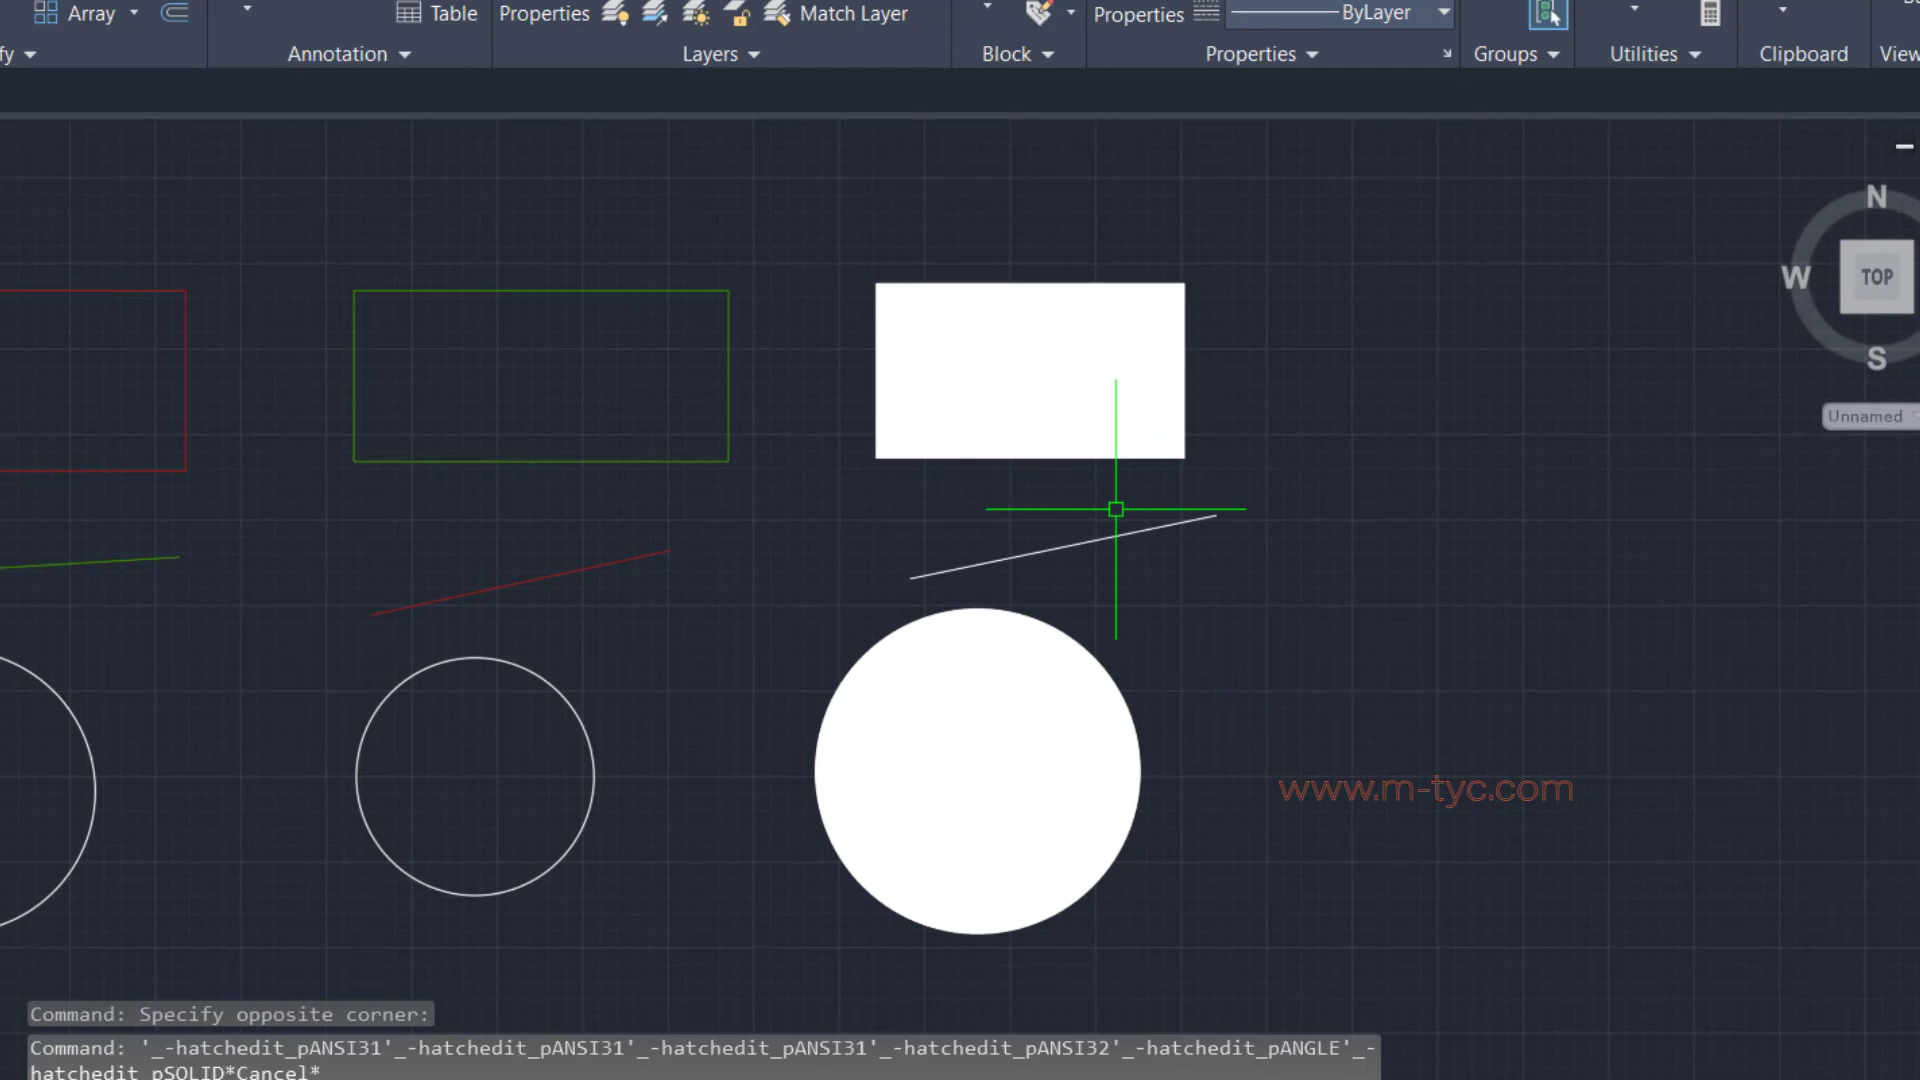 Array
Table
Properties
Match Layer
Properties
ByLayer
fy
Annotation
Layers
Block
Properties
Groups
Utilities
Clipboard
View
N
W
TOP
S
Unnamed
www.m-tyc.com
Command: Specify opposite corner:
Command: '_-hatchedit_pANSI31'_-hatchedit_pANSI31'_-hatchedit_pANSI31'_-hatchedit_pANSI32'_-hatchedit_pANGLE'_-
hatchedit_pSOLID*Cancel*